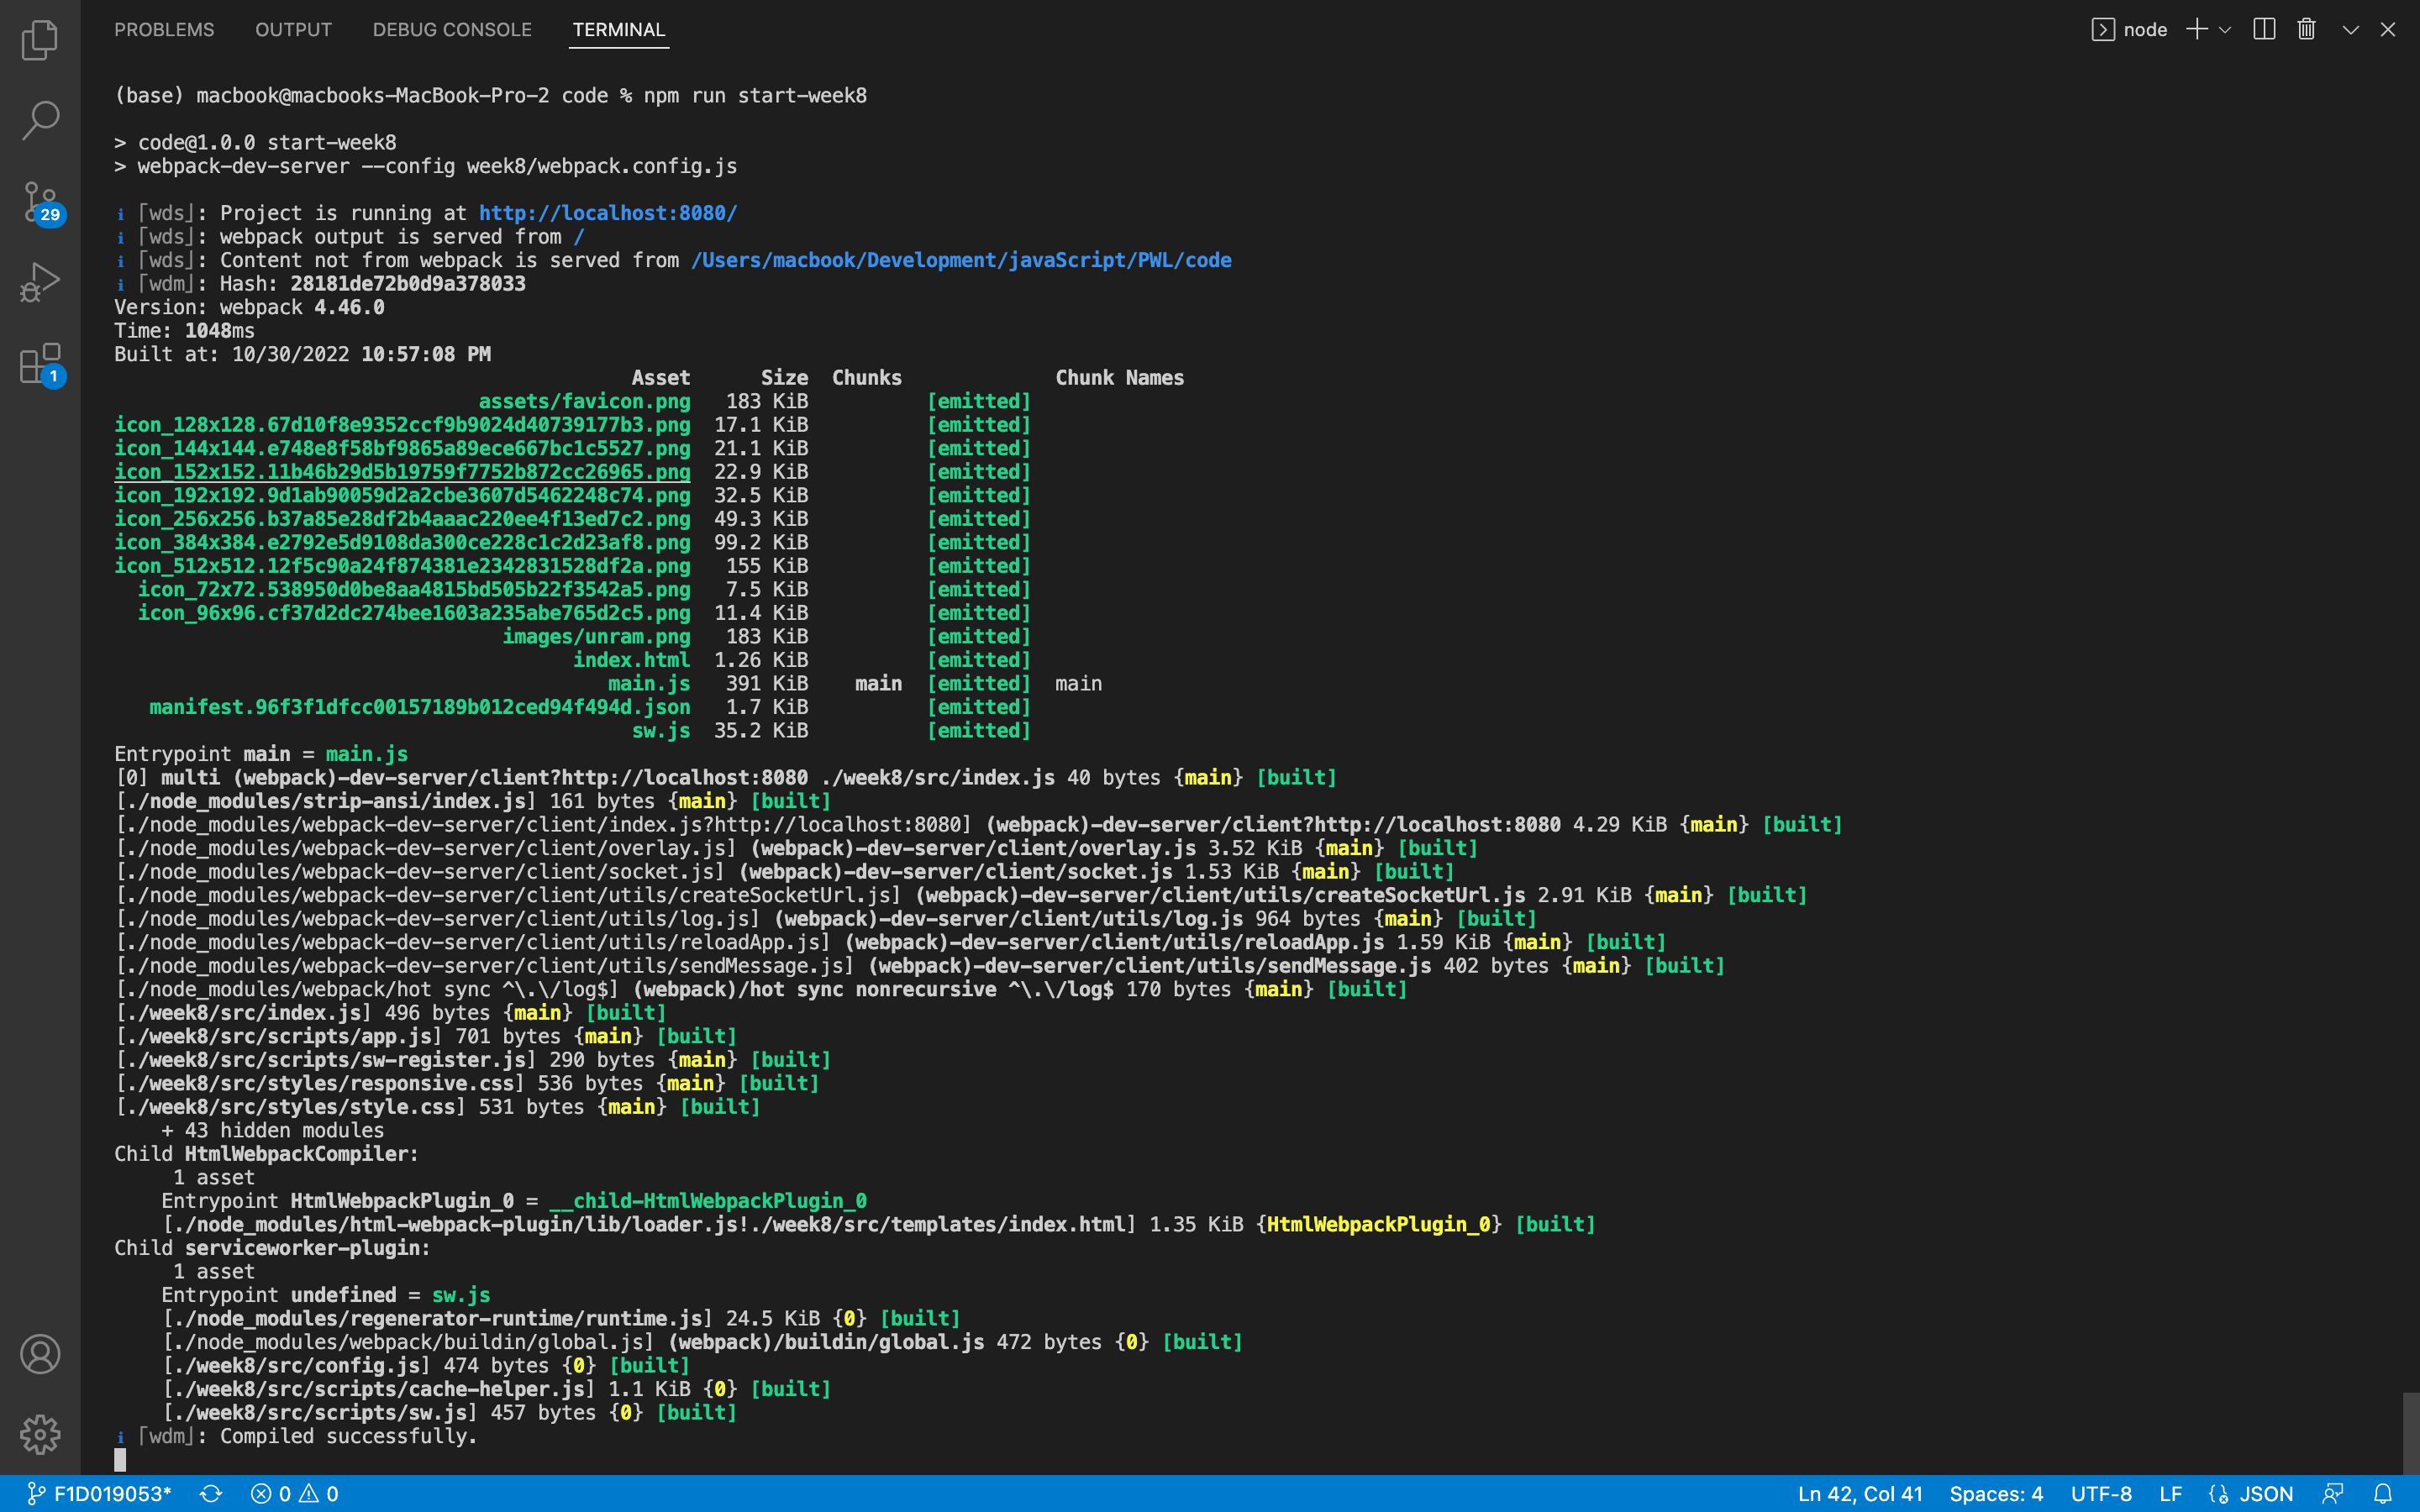 PROBLEMS OUTPUT DEBUG CONSOLE TERMINAL node
(base) macbook@macbooks-MacBook-Pro-2 code % npm run start-week8
> code@1.0.0 start-week8
> webpack-dev-server --config week8/webpack.config.js
ℹ ｢wds｣: Project is running at http://localhost:8080/
ℹ ｢wds｣: webpack output is served from /
ℹ ｢wds｣: Content not from webpack is served from /Users/macbook/Development/javaScript/PWL/code
ℹ ｢wdm｣: Hash: 28181de72b0d9a378033
Version: webpack 4.46.0
Time: 1048ms
Built at: 10/30/2022 10:57:08 PM
Asset Size Chunks Chunk Names
assets/favicon.png 183 KiB [emitted]
icon_128x128.67d10f8e9352ccf9b9024d40739177b3.png 17.1 KiB [emitted]
icon_144x144.e748e8f58bf9865a89ece667bc1c5527.png 21.1 KiB [emitted]
icon_152x152.11b46b29d5b19759f7752b872cc26965.png 22.9 KiB [emitted]
icon_192x192.9d1ab90059d2a2cbe3607d5462248c74.png 32.5 KiB [emitted]
icon_256x256.b37a85e28df2b4aaac220ee4f13ed7c2.png 49.3 KiB [emitted]
icon_384x384.e2792e5d9108da300ce228c1c2d23af8.png 99.2 KiB [emitted]
icon_512x512.12f5c90a24f874381e2342831528df2a.png 155 KiB [emitted]
icon_72x72.538950d0be8aa4815bd505b22f3542a5.png 7.5 KiB [emitted]
icon_96x96.cf37d2dc274bee1603a235abe765d2c5.png 11.4 KiB [emitted]
images/unram.png 183 KiB [emitted]
index.html 1.26 KiB [emitted]
main.js 391 KiB main [emitted] main
manifest.96f3f1dfcc00157189b012ced94f494d.json 1.7 KiB [emitted]
sw.js 35.2 KiB [emitted]
Entrypoint main = main.js
[0] multi (webpack)-dev-server/client?http://localhost:8080 ./week8/src/index.js 40 bytes {main} [built]
[./node_modules/strip-ansi/index.js] 161 bytes {main} [built]
[./node_modules/webpack-dev-server/client/index.js?http://localhost:8080] (webpack)-dev-server/client?http://localhost:8080 4.29 KiB {main} [built]
[./node_modules/webpack-dev-server/client/overlay.js] (webpack)-dev-server/client/overlay.js 3.52 KiB {main} [built]
[./node_modules/webpack-dev-server/client/socket.js] (webpack)-dev-server/client/socket.js 1.53 KiB {main} [built]
[./node_modules/webpack-dev-server/client/utils/createSocketUrl.js] (webpack)-dev-server/client/utils/createSocketUrl.js 2.91 KiB {main} [built]
[./node_modules/webpack-dev-server/client/utils/log.js] (webpack)-dev-server/client/utils/log.js 964 bytes {main} [built]
[./node_modules/webpack-dev-server/client/utils/reloadApp.js] (webpack)-dev-server/client/utils/reloadApp.js 1.59 KiB {main} [built]
[./node_modules/webpack-dev-server/client/utils/sendMessage.js] (webpack)-dev-server/client/utils/sendMessage.js 402 bytes {main} [built]
[./node_modules/webpack/hot sync ^\.\/log$] (webpack)/hot sync nonrecursive ^\.\/log$ 170 bytes {main} [built]
[./week8/src/index.js] 496 bytes {main} [built]
[./week8/src/scripts/app.js] 701 bytes {main} [built]
[./week8/src/scripts/sw-register.js] 290 bytes {main} [built]
[./week8/src/styles/responsive.css] 536 bytes {main} [built]
[./week8/src/styles/style.css] 531 bytes {main} [built]
+ 43 hidden modules
Child HtmlWebpackCompiler:
1 asset
Entrypoint HtmlWebpackPlugin_0 = __child-HtmlWebpackPlugin_0
[./node_modules/html-webpack-plugin/lib/loader.js!./week8/src/templates/index.html] 1.35 KiB {HtmlWebpackPlugin_0} [built]
Child serviceworker-plugin:
1 asset
Entrypoint undefined = sw.js
[./node_modules/regenerator-runtime/runtime.js] 24.5 KiB {0} [built]
[./node_modules/webpack/buildin/global.js] (webpack)/buildin/global.js 472 bytes {0} [built]
[./week8/src/config.js] 474 bytes {0} [built]
[./week8/src/scripts/cache-helper.js] 1.1 KiB {0} [built]
[./week8/src/scripts/sw.js] 457 bytes {0} [built]
ℹ ｢wdm｣: Compiled successfully.
29
1
F1D019053* 0 0 Ln 42, Col 41 Spaces: 4 UTF-8 LF JSON